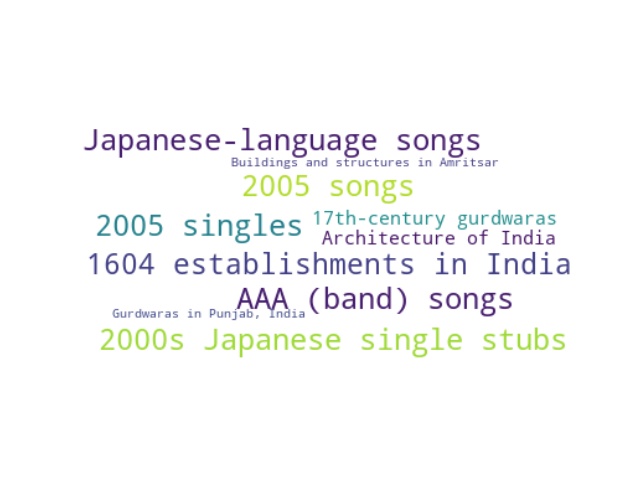 Japanese-language songs
Buildings and structures in Amritsar
2005 songs
2005 singles
17th-century gurdwaras
Architecture of India
1604 establishments in India
AAA (band) songs
Gurdwaras in Punjab, India
2000s Japanese single stubs